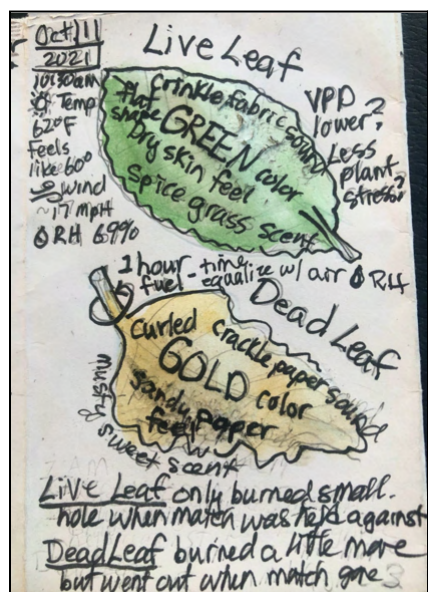 Oct 11
2021
10:30am
Temp
62°F
Feels
like 60°
wind
~17 mpH
RH 69%
Live Leaf
crinkle fabric sound
flat
shape
GREEN color
Dry skin feel
Spice grass scent
VPD
lower?
Less
plant
stress?
1 hour - time
fuel - equalize w/ air RH
Dead Leaf
Curled
crackle paper sound
GOLD color
sandy paper
feel
musty sweet scent
LiVE Leaf only burned small.
hole when match was held against
Dead Leaf burned a little more
but went out when match gone
3